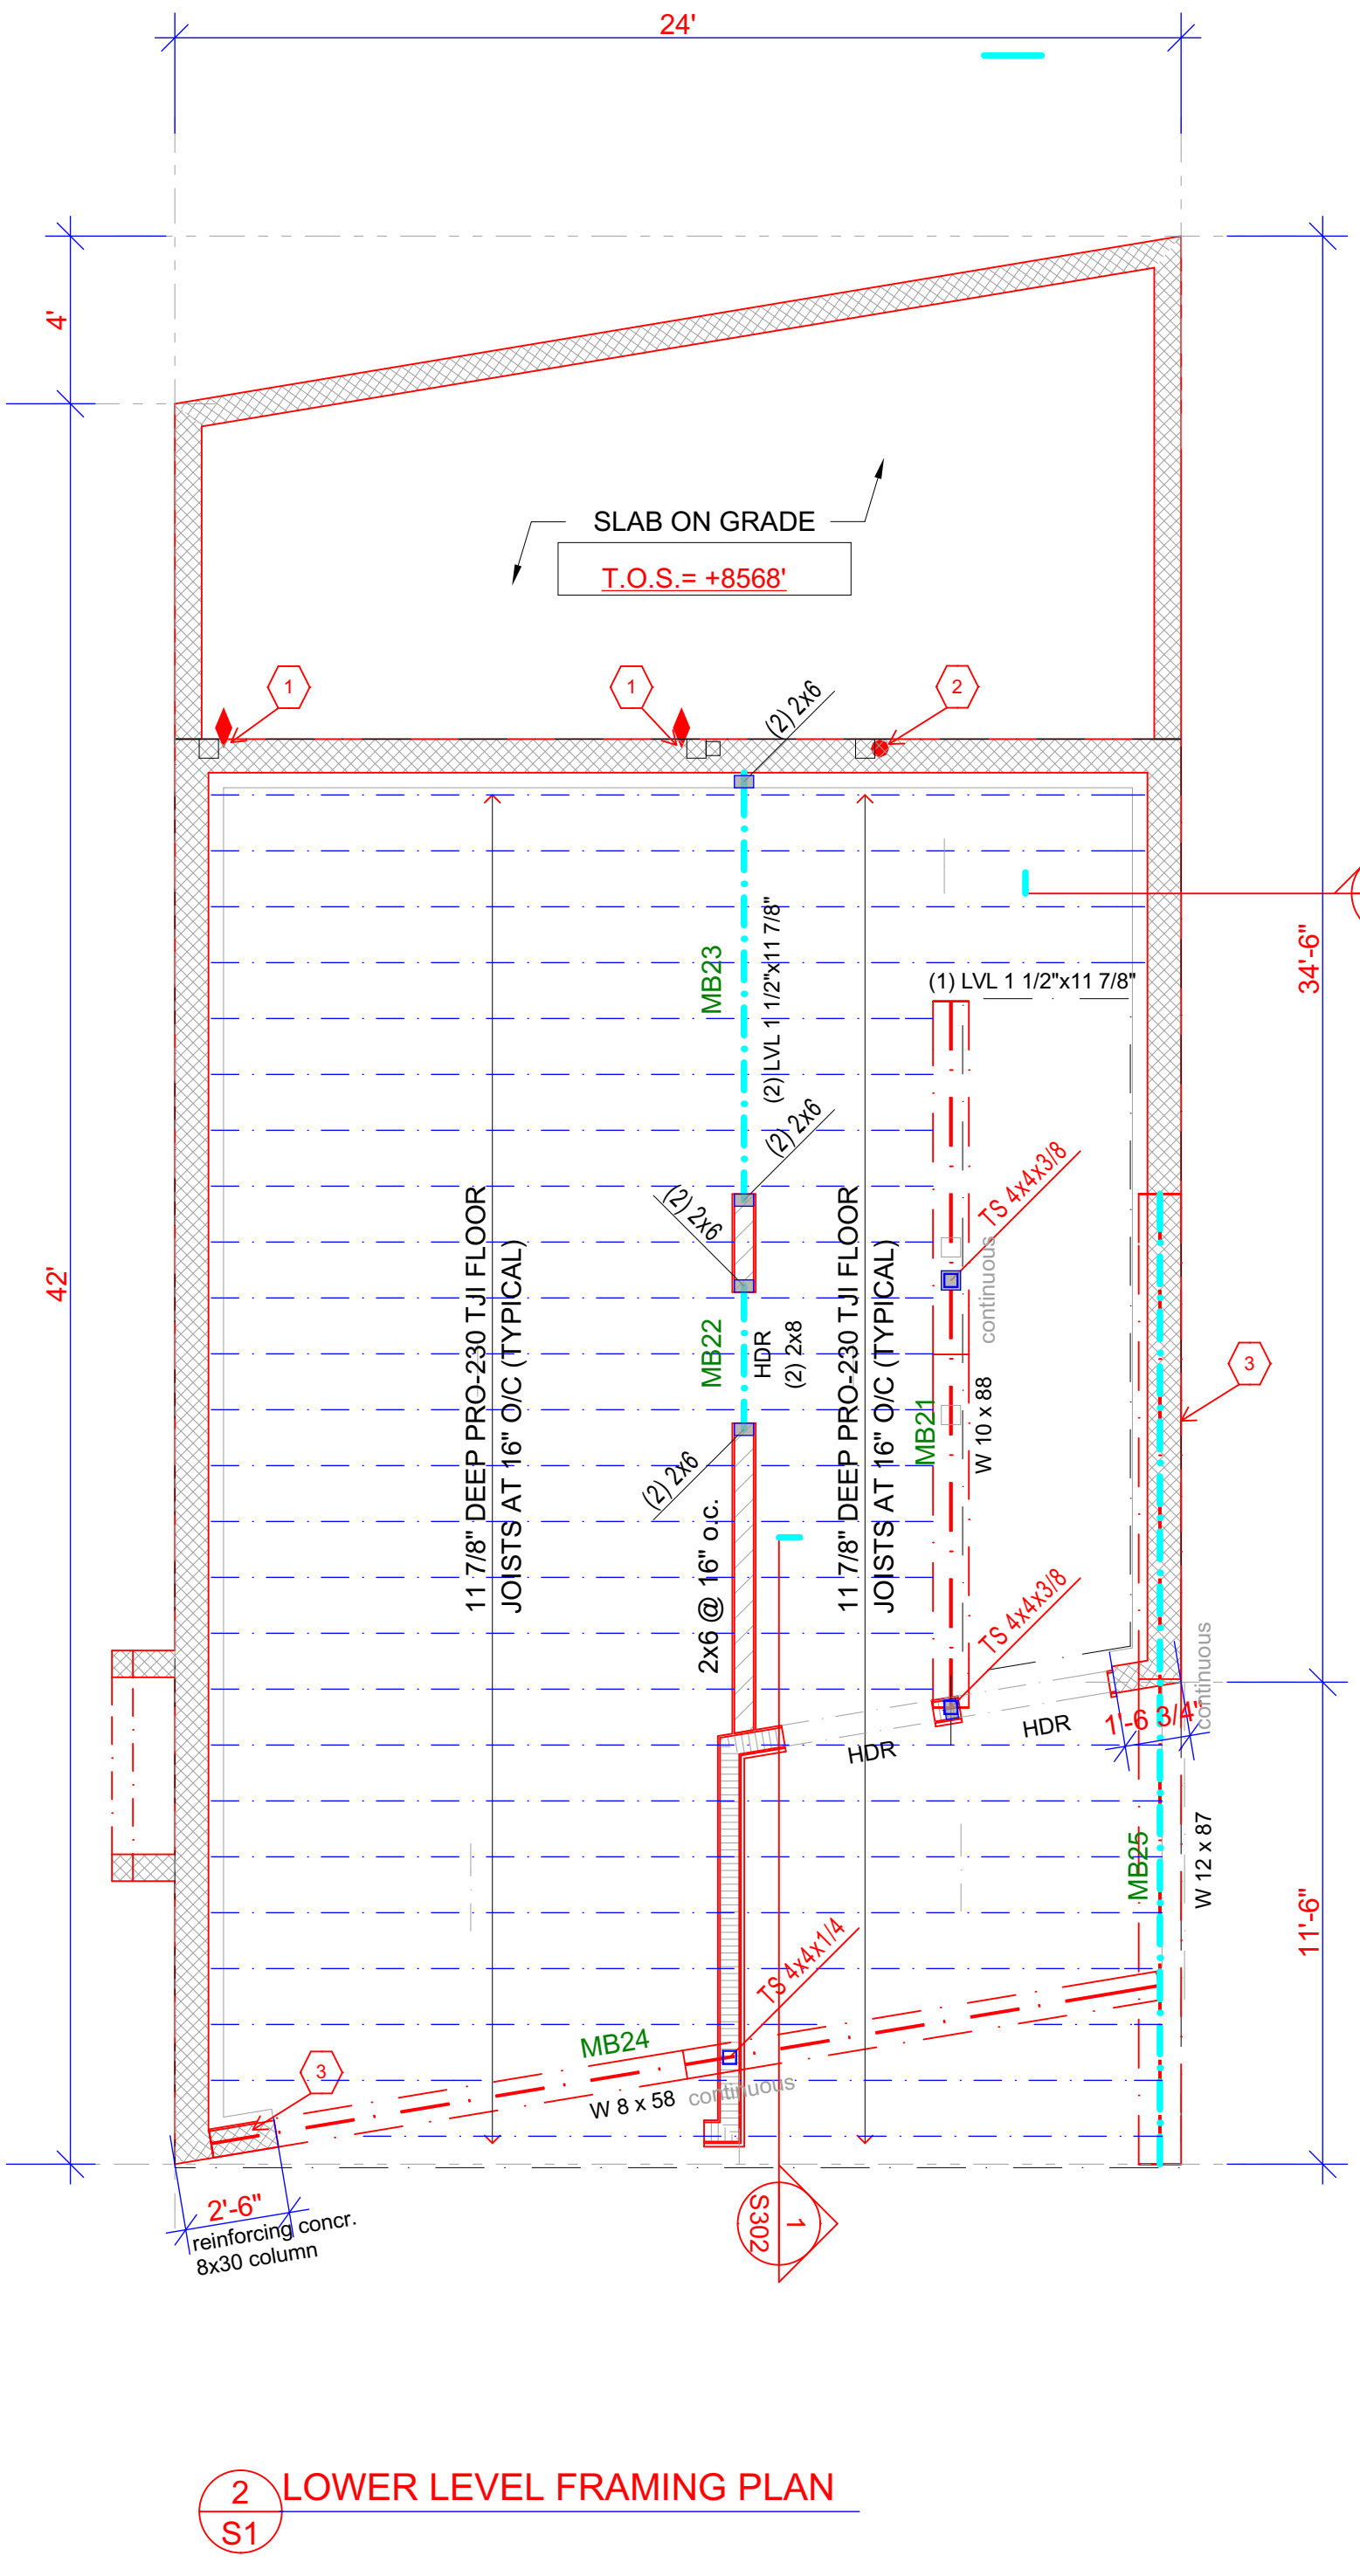 24'
4'
SLAB ON GRADE
T.O.S.= +8568'
1
1
2
(2) 2x6
34'-6"
MB23
(2) LVL 1 1/2"x11 7/8"
(1) LVL 1 1/2"x11 7/8"
(2) 2x6
(2) 2x6
TS 4x4x3/8
continuous
42'
11 7/8" DEEP PRO-230 TJI FLOOR
JOISTS AT 16" O/C (TYPICAL)
MB22
HDR
(2) 2x8
11 7/8" DEEP PRO-230 TJI FLOOR
JOISTS AT 16" O/C (TYPICAL)
MB21
W 10 x 88
3
(2) 2x6
2x6 @ 16" o.c.
TS 4x4x3/8
continuous
HDR
HDR
1'-6 3/4"
MB25
W 12 x 87
11'-6"
TS 4x4x1/4
MB24
W 8 x 58
continuous
3
2'-6"
reinforcing concr.
8x30 column
1
S302
2
S1
LOWER LEVEL FRAMING PLAN